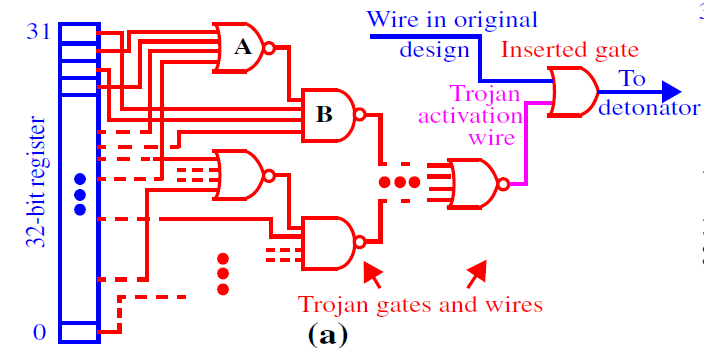 31
Wire in original
design
Inserted gate
A
To
detonator
Trojan
activation
wire
B
32-bit register
Trojan gates and wires
0
(a)